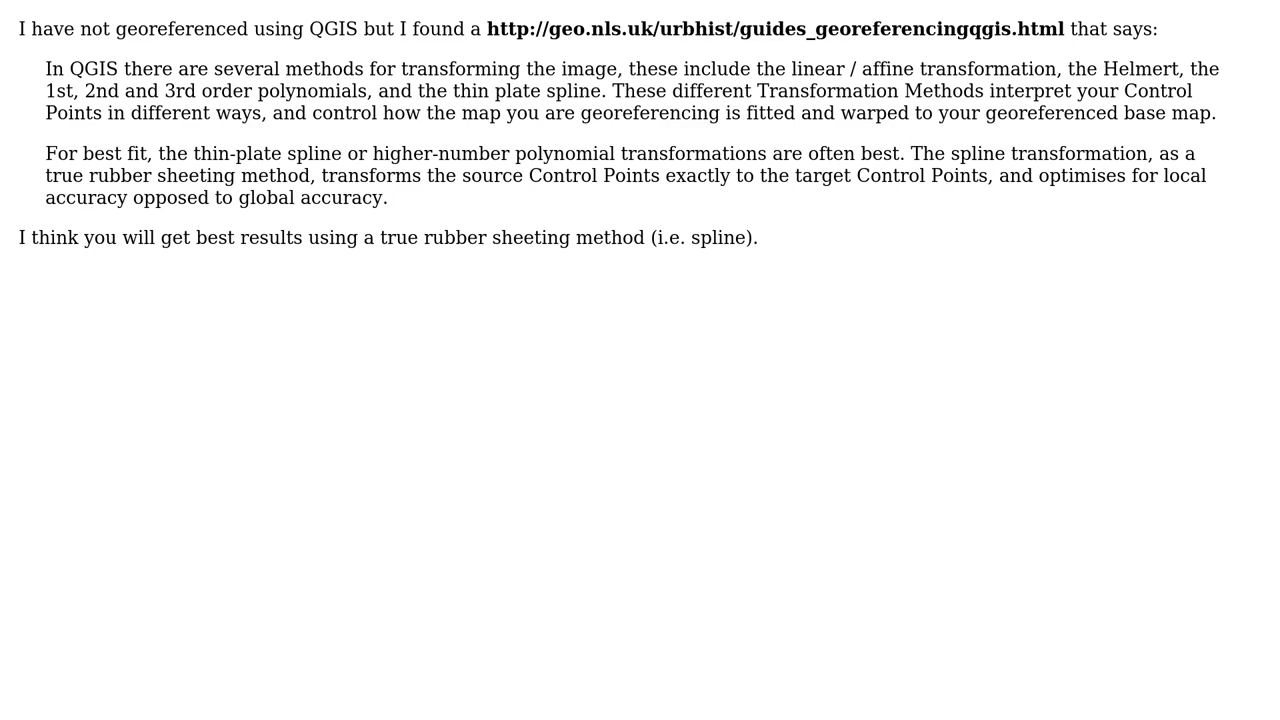 I have not georeferenced using QGIS but I found a http://geo.nls.uk/urbhist/guides_georeferencingqgis.html that says:
In QGIS there are several methods for transforming the image, these include the linear / affine transformation, the Helmert, the
1st, 2nd and 3rd order polynomials, and the thin plate spline. These different Transformation Methods interpret your Control
Points in different ways, and control how the map you are georeferencing is fitted and warped to your georeferenced base map.
For best fit, the thin-plate spline or higher-number polynomial transformations are often best. The spline transformation, as a
true rubber sheeting method, transforms the source Control Points exactly to the target Control Points, and optimises for local
accuracy opposed to global accuracy.
I think you will get best results using a true rubber sheeting method (i.e. spline).